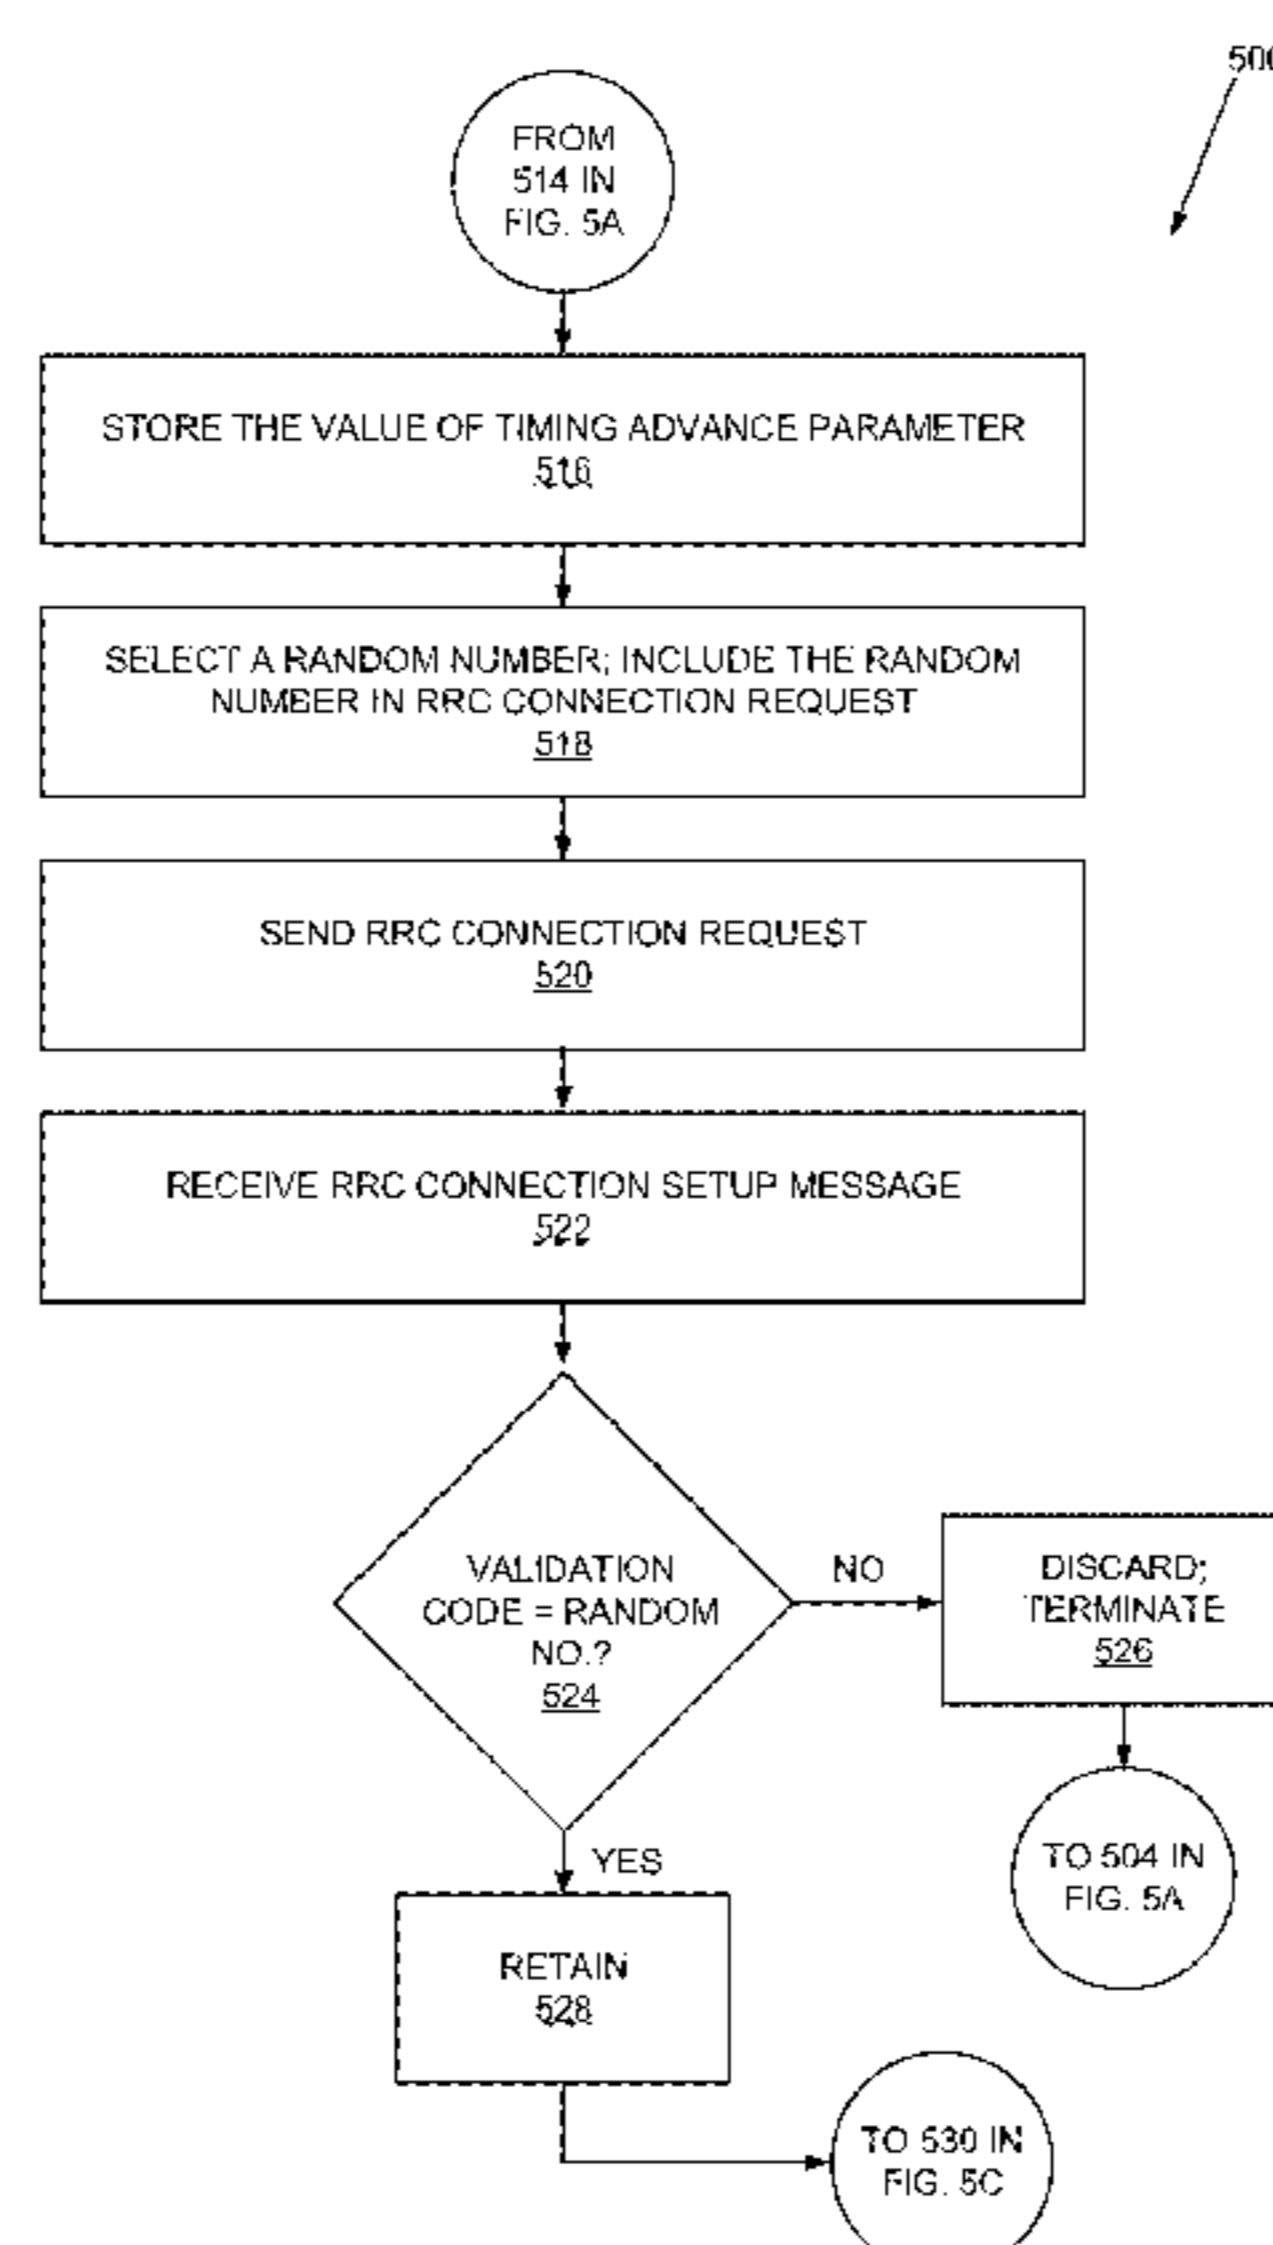 500
FROM
514 IN
FIG. 5A
STORE THE VALUE OF TIMING ADVANCE PARAMETER
516
SELECT A RANDOM NUMBER; INCLUDE THE RANDOM
NUMBER IN RRC CONNECTION REQUEST
518
SEND RRC CONNECTION REQUEST
520
RECEIVE RRC CONNECTION SETUP MESSAGE
522
VALIDATION
CODE = RANDOM
NO.?
524
NO
DISCARD;
TERMINATE
526
TO 504 IN
FIG. 5A
YES
RETAIN
528
TO 530 IN
FIG. 5C